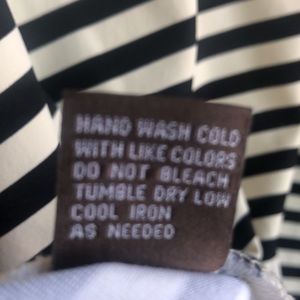 HAND WASH COLD
WITH LIKE COLORS
DO NOT BLEACH
TUMBLE DRY LOW
COOL IRON
AS NEEDED